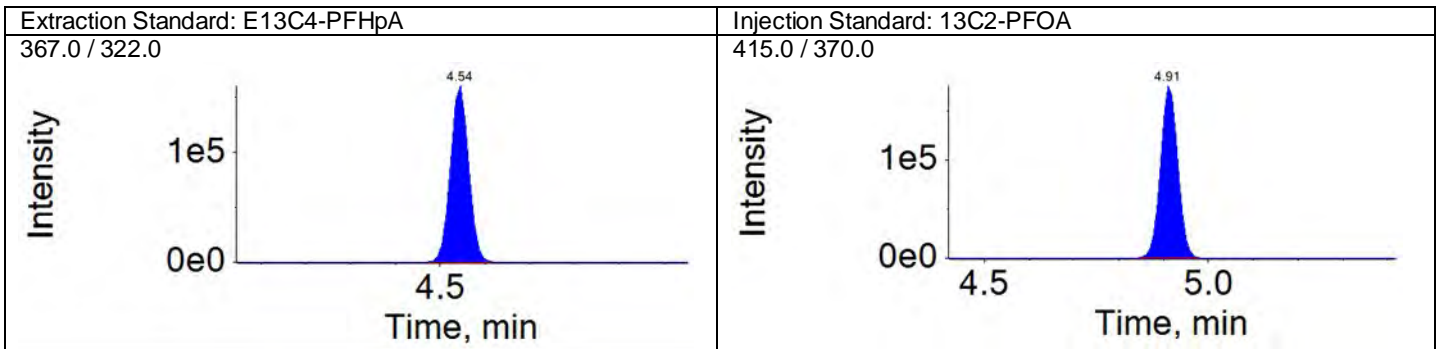 Extraction Standard: E13C4-PFHpA
367.0 / 322.0
4.54
Intensity
1e5
0e0
4.5
Time, min
Injection Standard: 13C2-PFOA
415.0 / 370.0
4.91
Intensity
1e5
0e0
4.5 5.0
Time, min